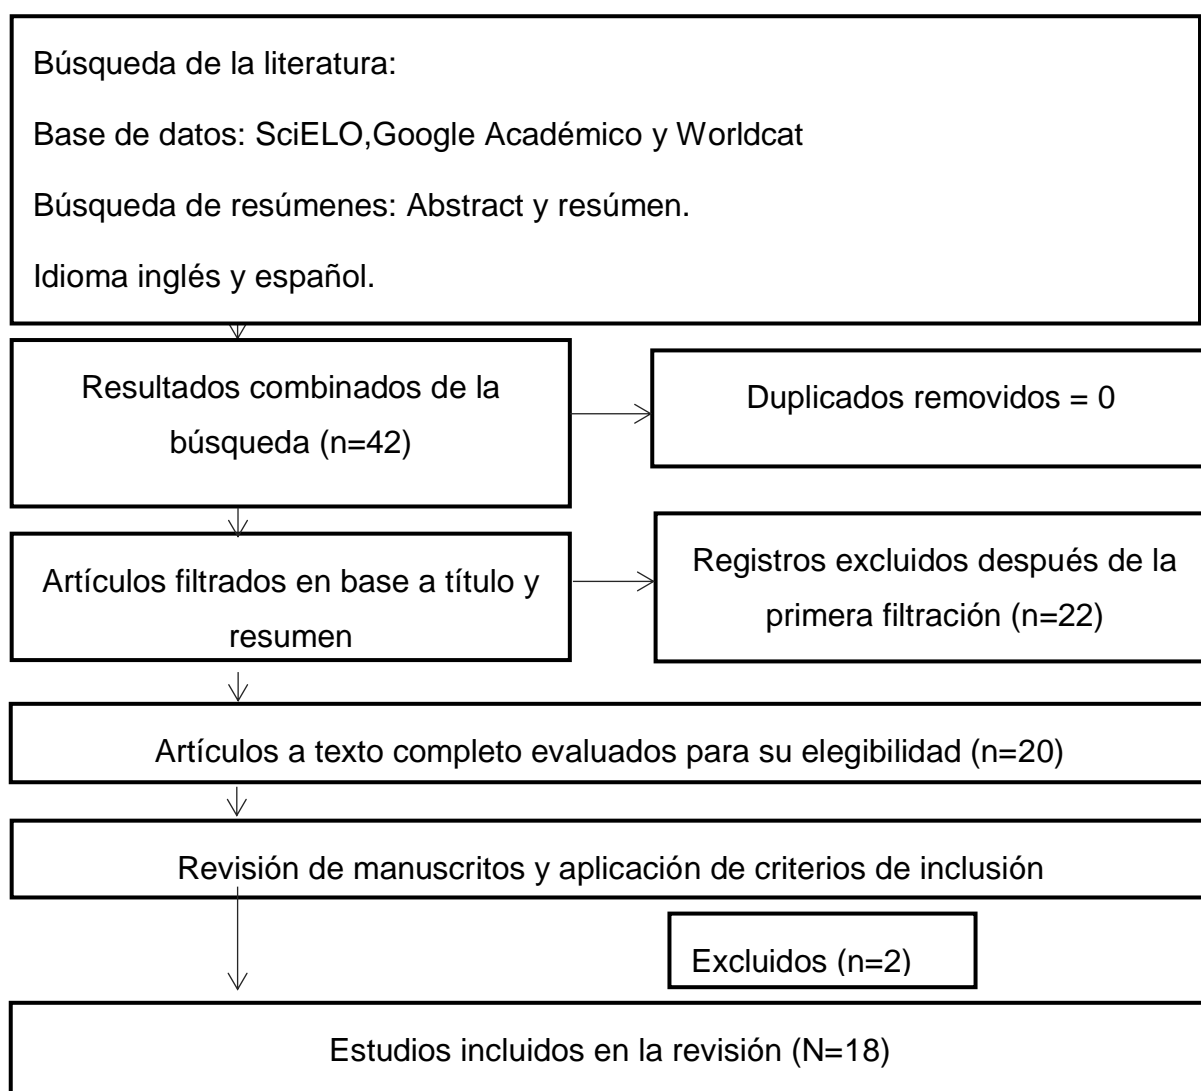 Búsqueda de la literatura:
Base de datos: SciELO,Google Académico y Worldcat
Búsqueda de resúmenes: Abstract y resúmen.
Idioma inglés y español.
Resultados combinados de la
búsqueda (n=42)
Duplicados removidos = 0
Artículos filtrados en base a título y
resumen
Registros excluidos después de la
primera filtración (n=22)
Artículos a texto completo evaluados para su elegibilidad (n=20)
Revisión de manuscritos y aplicación de criterios de inclusión
Excluidos (n=2)
Estudios incluidos en la revisión (N=18)